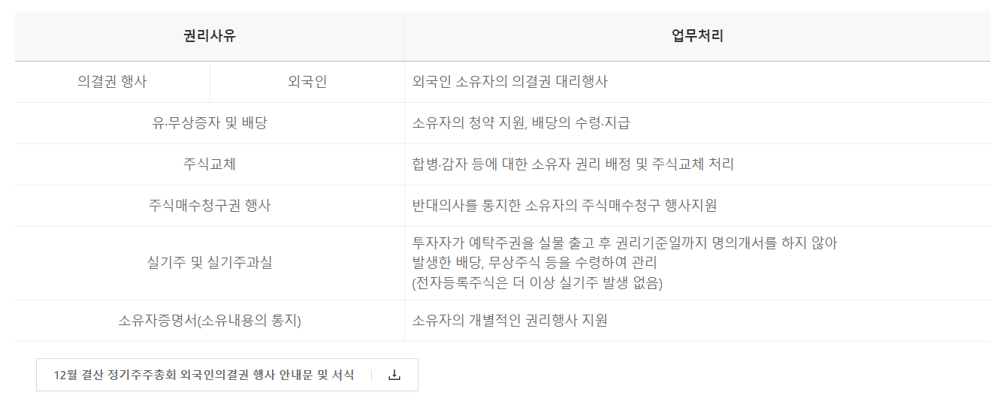 권리사유
업무처리
의결권 행사
외국인
외국인 소유자의 의결권 대리행사
유·무상증자 및 배당
소유자의 청약 지원, 배당의 수령·지급
주식교체
합병·감자 등에 대한 소유자 권리 배정 및 주식교체 처리
주식매수청구권 행사
반대의사를 통지한 소유자의 주식매수청구 행사지원
실기주 및 실기주과실
투자자가 예탁주권을 실물 출고 후 권리기준일까지 명의개서를 하지 않아
발생한 배당, 무상주식 등을 수령하여 관리
(전자등록주식은 더 이상 실기주 발생 없음)
소유자증명서(소유내용의 통지)
소유자의 개별적인 권리행사 지원
12월 결산 정기주주총회 외국인의결권 행사 안내문 및 서식